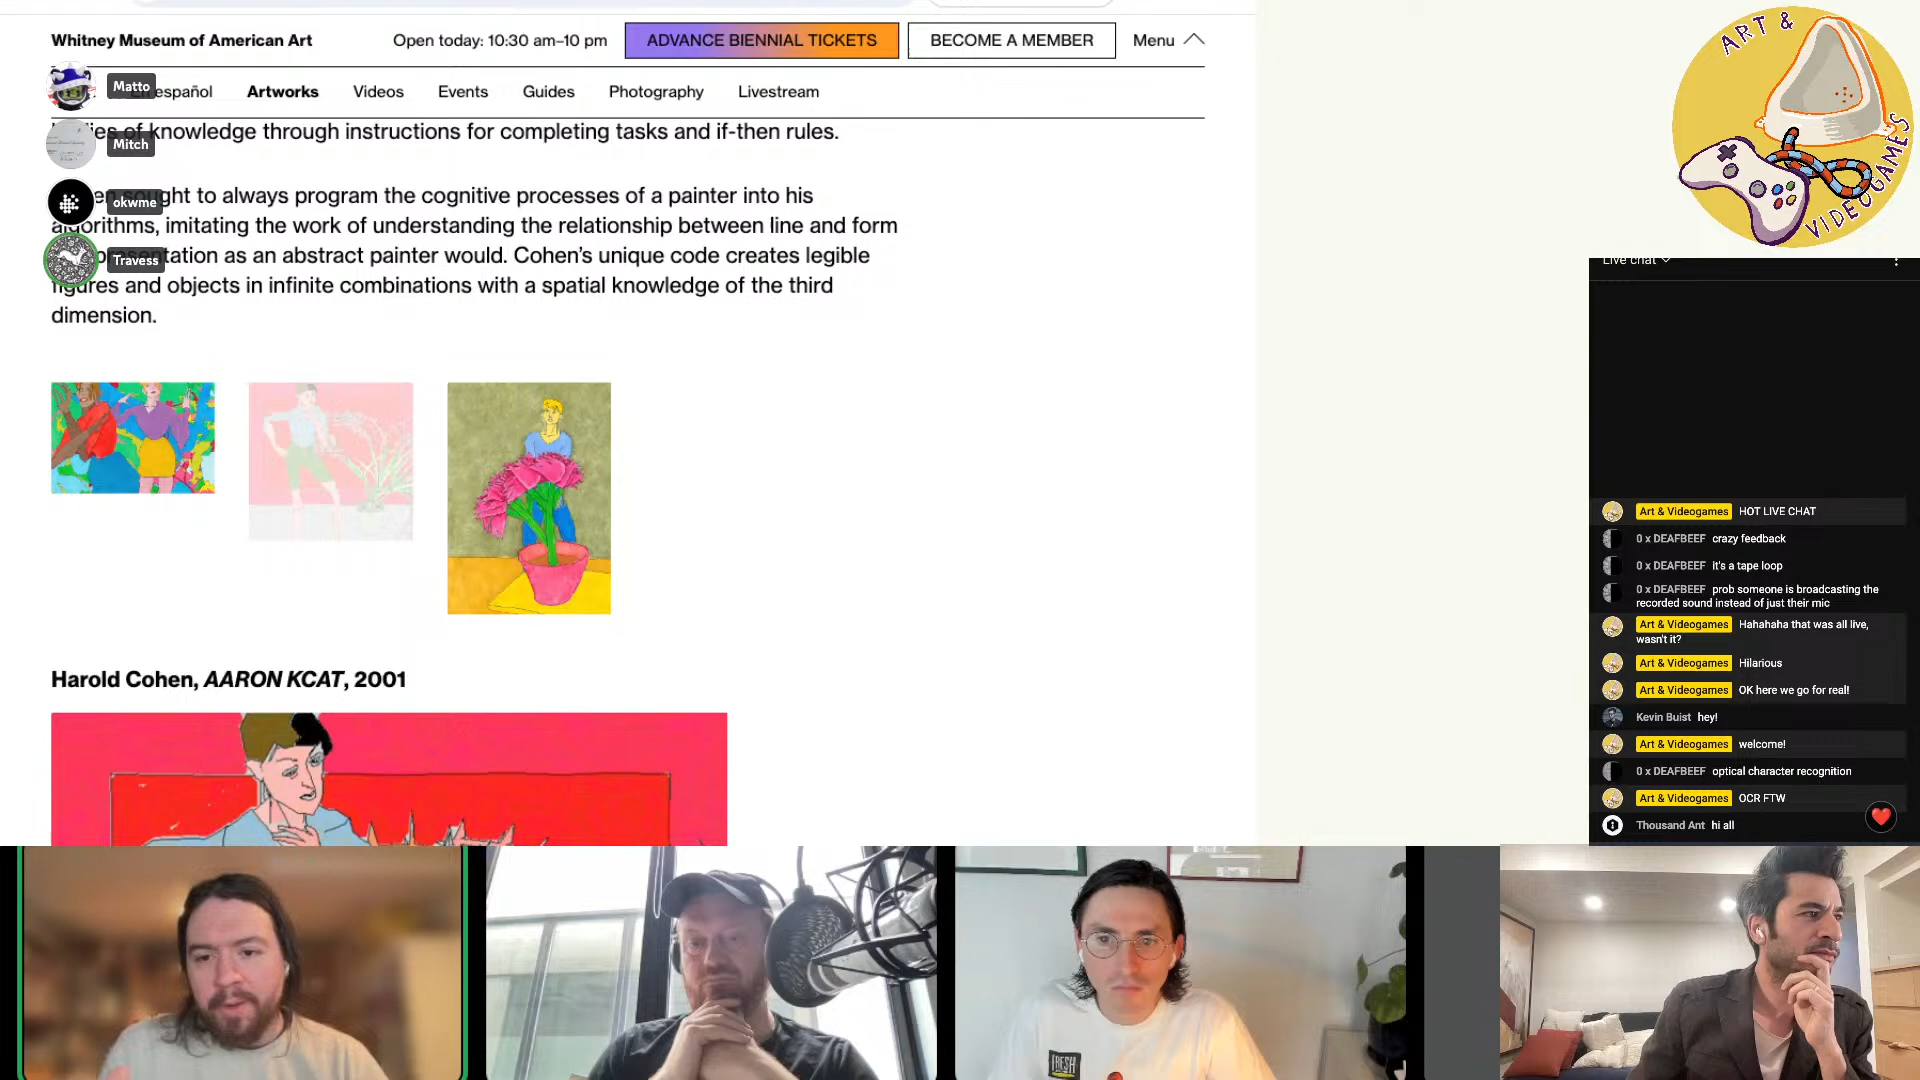 Whitney Museum of American Art
Open today: 10:30 am–10 pm
ADVANCE BIENNIAL TICKETS
BECOME A MEMBER
Menu
español
Artworks
Videos
Events
Guides
Photography
Livestream
Matto
Mitch
okwme
Travess
of knowledge through instructions for completing tasks and if-then rules.
sought to always program the cognitive processes of a painter into his
algorithms, imitating the work of understanding the relationship between line and form
as an abstract painter would. Cohen's unique code creates legible
figures and objects in infinite combinations with a spatial knowledge of the third
dimension.
Harold Cohen, AARON KCAT, 2001
ART &
VIDEOGAMES
Live chat
Art & Videogames HOT LIVE CHAT
0 x DEAFBEEF crazy feedback
0 x DEAFBEEF it's a tape loop
0 x DEAFBEEF prob someone is broadcasting the
recorded sound instead of just their mic
Art & Videogames Hahahaha that was all live,
wasn't it?
Art & Videogames Hilarious
Art & Videogames OK here we go for real!
Kevin Buist hey!
Art & Videogames welcome!
0 x DEAFBEEF optical character recognition
Art & Videogames OCR FTW
Thousand Ant hi all
FRESH